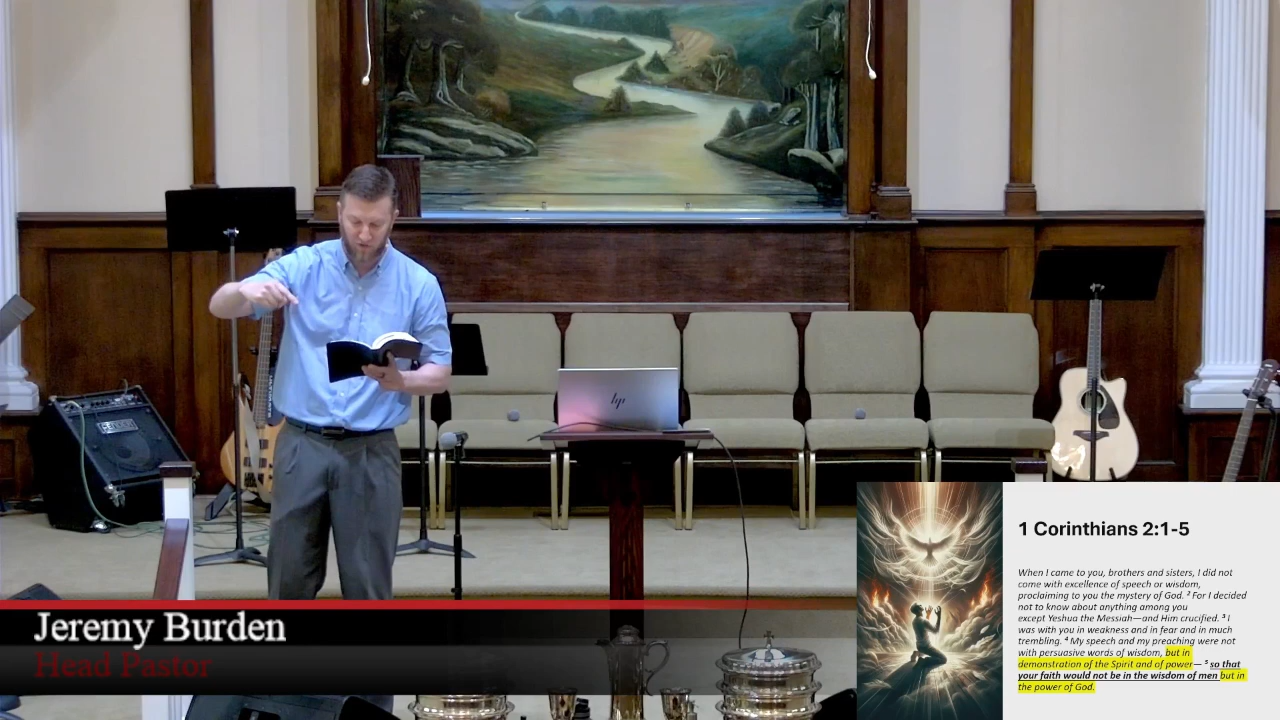 hp
Jeremy Burden
Head Pastor
1 Corinthians 2:1-5
When I came to you, brothers and sisters, I did not
come with excellence of speech or wisdom,
proclaiming to you the mystery of God. ² For I decided
not to know about anything among you
except Yeshua the Messiah—and Him crucified. ³ I
was with you in weakness and in fear and in much
trembling. ⁴ My speech and my preaching were not
with persuasive words of wisdom, but in
demonstration of the Spirit and of power— ⁵ so that
your faith would not be in the wisdom of men but in
the power of God.